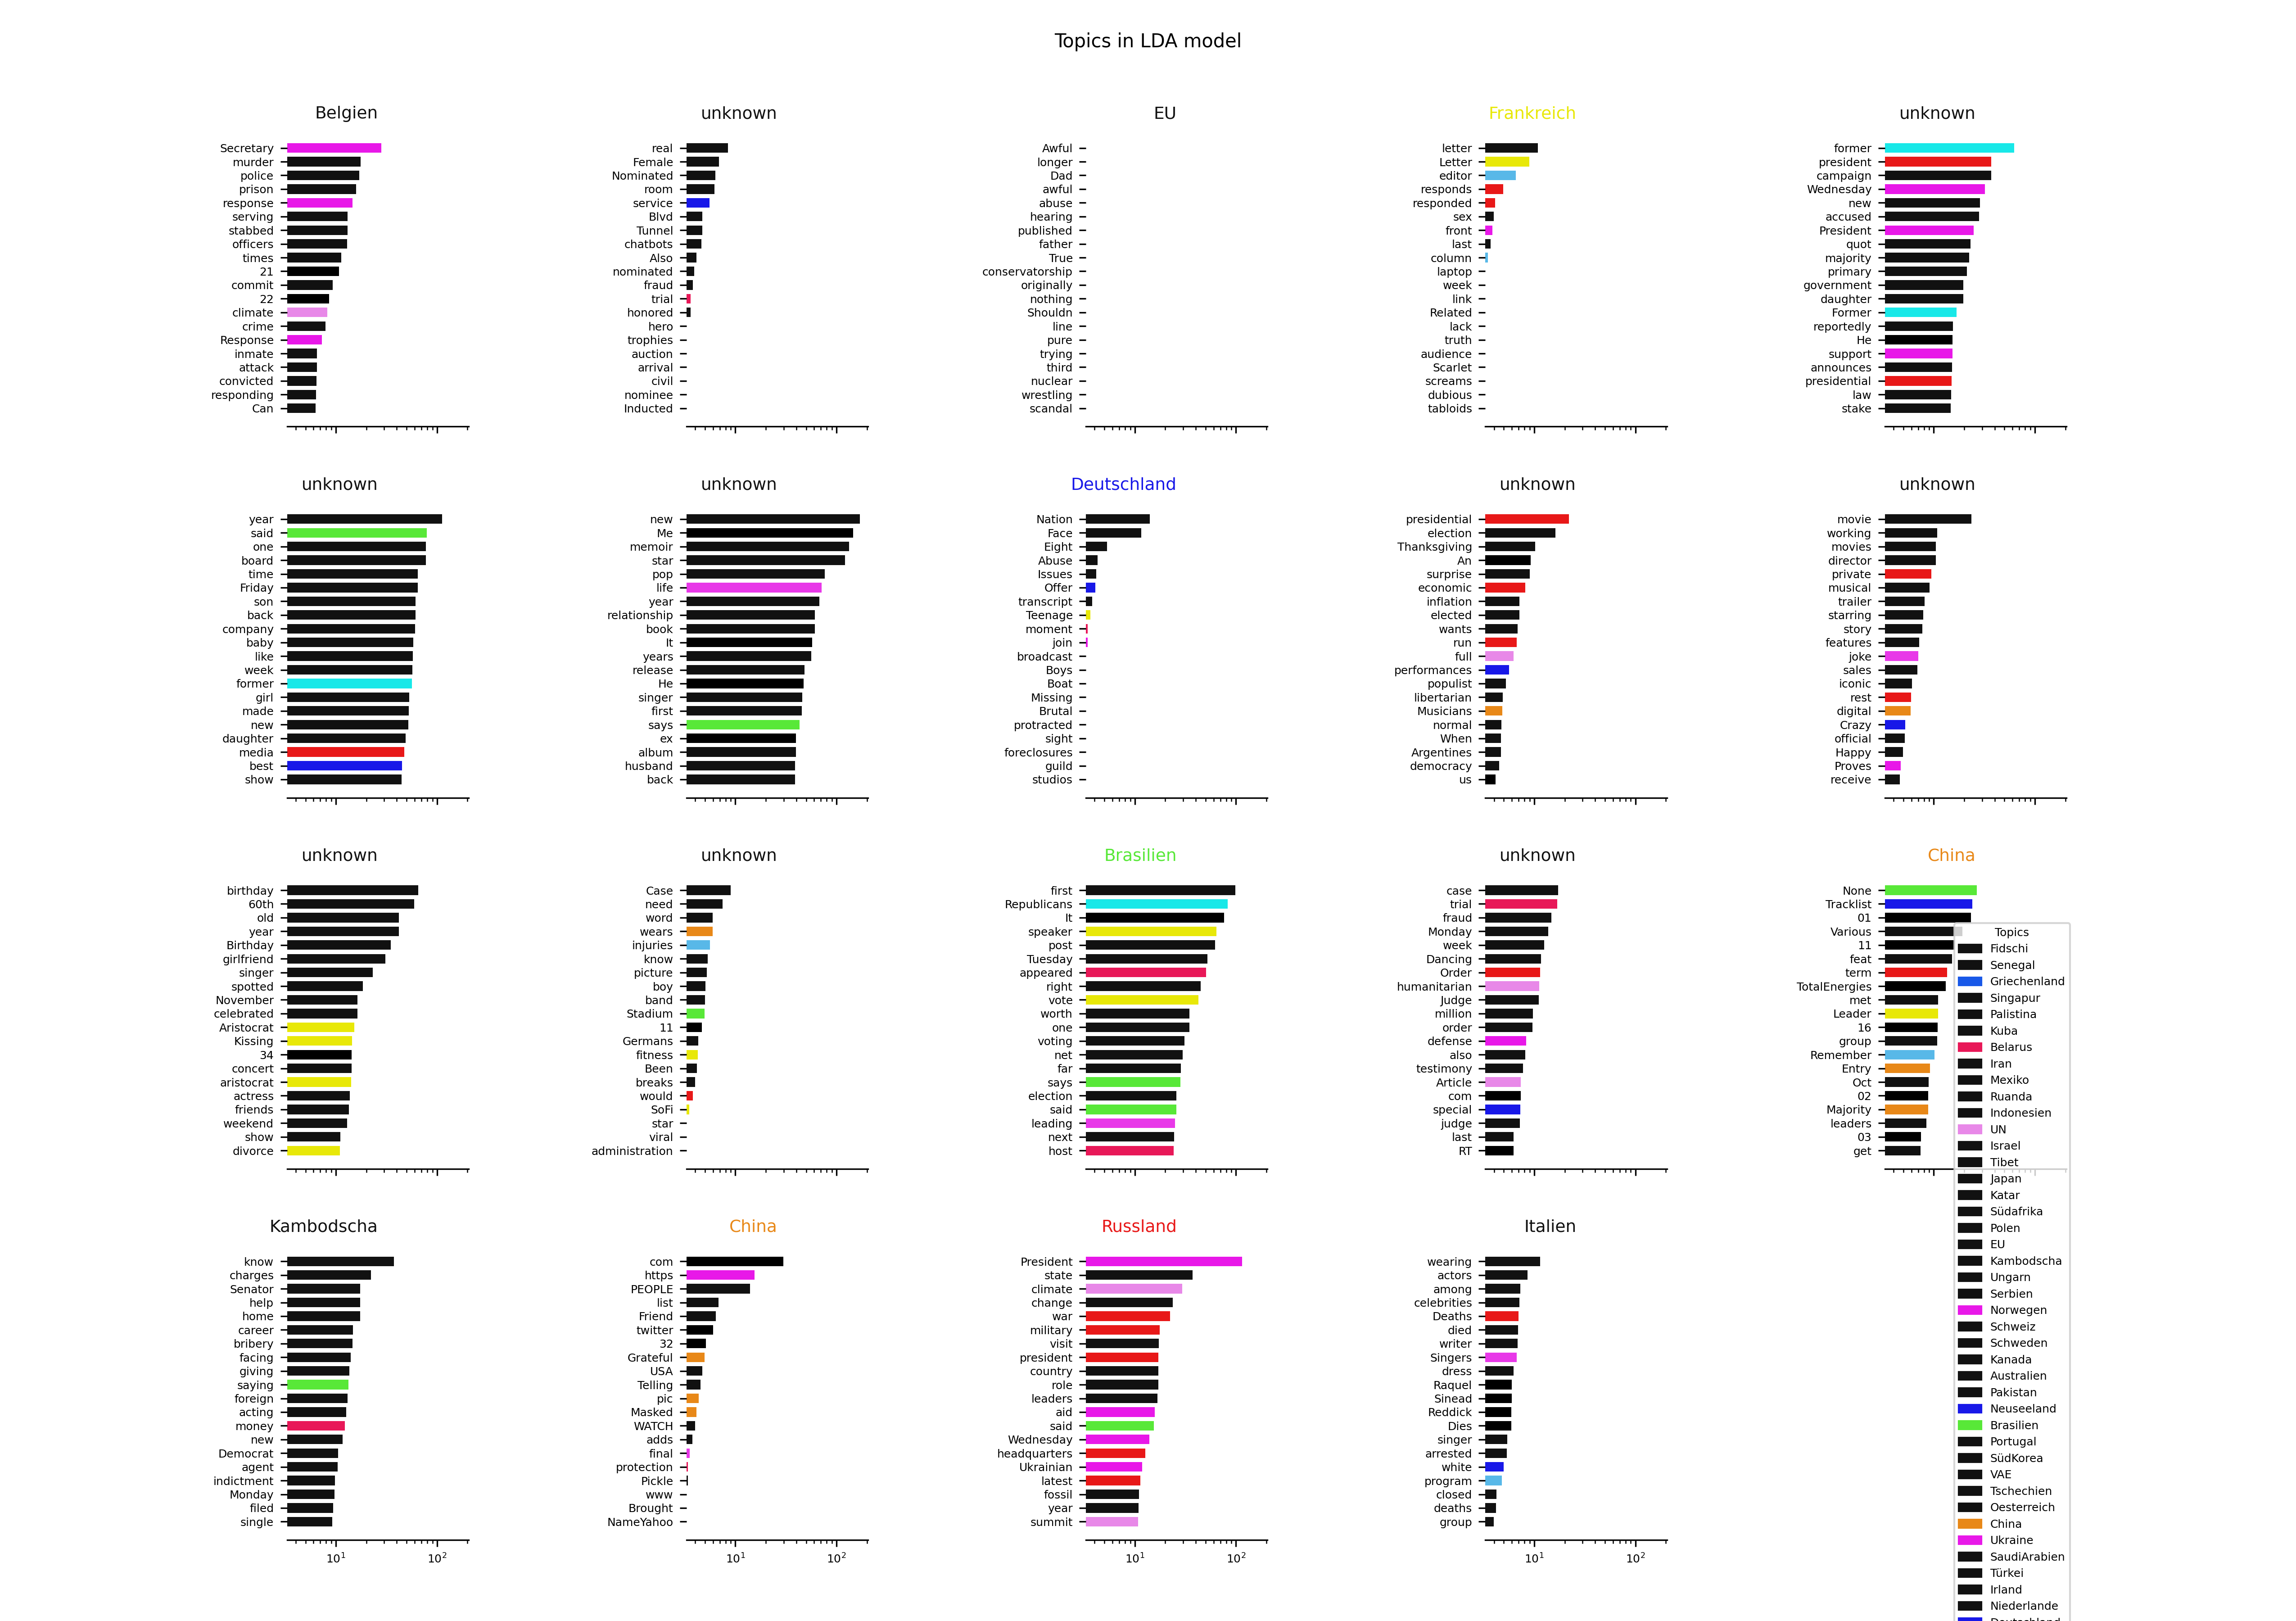 Topics in LDA model
Belgien
Secretary
murder
police
prison
response
serving
stabbed
officers
times
21
commit
22
climate
crime
Response
inmate
attack
convicted
responding
Can
unknown
real
Female
Nominated
room
service
Blvd
Tunnel
chatbots
Also
nominated
fraud
trial
honored
hero
trophies
auction
arrival
civil
nominee
Inducted
EU
Awful
longer
Dad
awful
abuse
hearing
published
father
True
conservatorship
originally
nothing
Shouldn
line
pure
trying
third
nuclear
wrestling
scandal
Frankreich
letter
Letter
editor
responds
responded
sex
front
last
column
laptop
week
link
Related
lack
truth
audience
Scarlet
screams
dubious
tabloids
unknown
former
president
campaign
Wednesday
new
accused
President
quot
majority
primary
government
daughter
Former
reportedly
He
support
announces
presidential
law
stake
unknown
year
said
one
board
time
Friday
son
back
company
baby
like
week
former
girl
made
new
daughter
media
best
show
unknown
new
Me
memoir
star
pop
life
year
relationship
book
It
years
release
He
singer
first
says
ex
album
husband
back
Deutschland
Nation
Face
Eight
Abuse
Issues
Offer
transcript
Teenage
moment
join
broadcast
Boys
Boat
Missing
Brutal
protracted
sight
foreclosures
guild
studios
unknown
presidential
election
Thanksgiving
An
surprise
economic
inflation
elected
wants
run
full
performances
populist
libertarian
Musicians
normal
When
Argentines
democracy
us
unknown
movie
working
movies
director
private
musical
trailer
starring
story
features
joke
sales
iconic
rest
digital
Crazy
official
Happy
Proves
receive
unknown
birthday
60th
old
year
Birthday
girlfriend
singer
spotted
November
celebrated
Aristocrat
Kissing
34
concert
aristocrat
actress
friends
weekend
show
divorce
unknown
Case
need
word
wears
injuries
know
picture
boy
band
Stadium
11
Germans
fitness
Been
breaks
would
SoFi
star
viral
administration
Brasilien
first
Republicans
It
speaker
post
Tuesday
appeared
right
vote
worth
one
voting
net
far
says
election
said
leading
next
host
unknown
case
trial
fraud
Monday
week
Dancing
Order
humanitarian
Judge
million
order
defense
also
testimony
Article
com
special
judge
last
RT
China
None
Tracklist
01
Various
11
feat
term
TotalEnergies
met
Leader
16
group
Remember
Entry
Oct
02
Majority
leaders
03
get
Kambodscha
know
charges
Senator
help
home
career
bribery
facing
giving
saying
foreign
acting
money
new
Democrat
agent
indictment
Monday
filed
single
10¹ 10²
China
com
https
PEOPLE
list
Friend
twitter
32
Grateful
USA
Telling
pic
Masked
WATCH
adds
final
protection
Pickle
www
Brought
NameYahoo
10¹ 10²
Russland
President
state
climate
change
war
military
visit
president
country
role
leaders
aid
said
Wednesday
headquarters
Ukrainian
latest
fossil
year
summit
10¹ 10²
Italien
wearing
actors
among
celebrities
Deaths
died
writer
Singers
dress
Raquel
Sinead
Reddick
Dies
singer
arrested
white
program
closed
deaths
group
10¹ 10²
Topics
Fidschi
Senegal
Griechenland
Singapur
Palistina
Kuba
Belarus
Iran
Mexiko
Ruanda
Indonesien
UN
Israel
Tibet
Japan
Katar
Südafrika
Polen
EU
Kambodscha
Ungarn
Serbien
Norwegen
Schweiz
Schweden
Kanada
Australien
Pakistan
Neuseeland
Brasilien
Portugal
SüdKorea
VAE
Tschechien
Oesterreich
China
Ukraine
SaudiArabien
Türkei
Irland
Niederlande